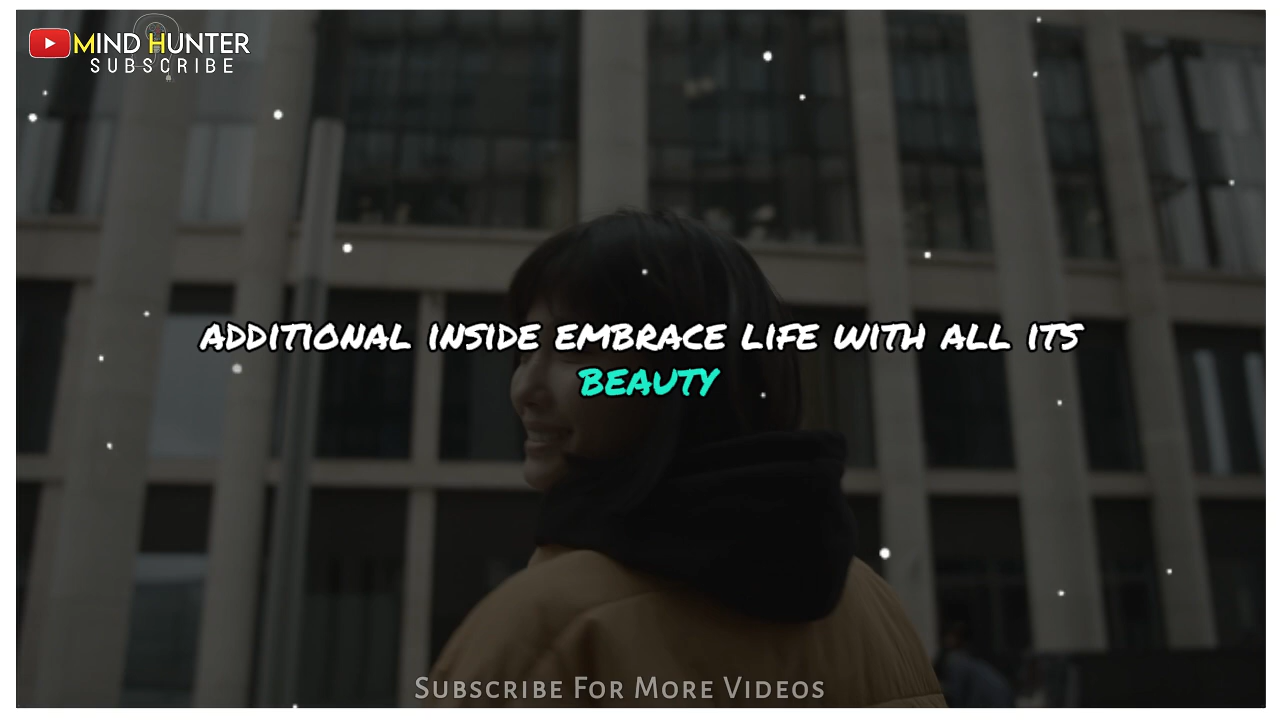 MIND HUNTER
SUBSCRIBE
ADDITIONAL INSIDE EMBRACE LIFE WITH ALL ITS
BEAUTY
SUBSCRIBE FOR MORE VIDEOS